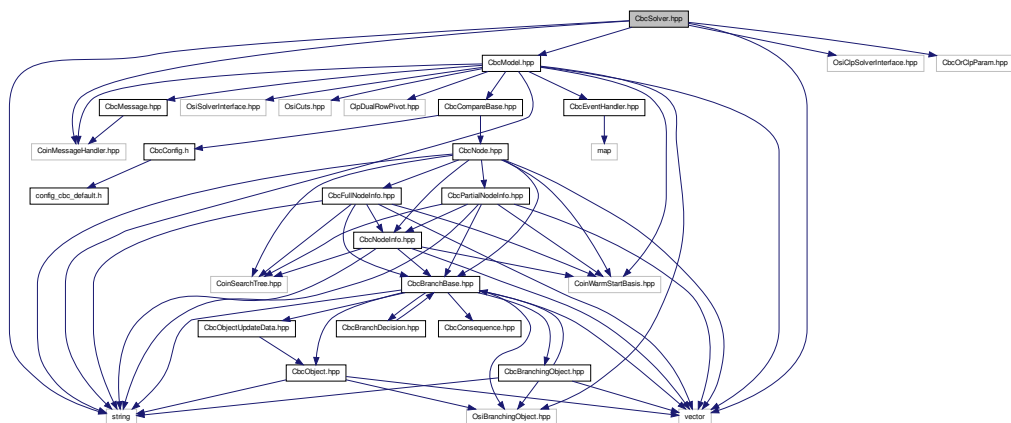 CbcSolver.hpp
CbcModel.hpp
OsiClpSolverInterface.hpp
CbcOrClpParam.hpp
CbcMessage.hpp
OsiSolverInterface.hpp
OsiCuts.hpp
ClpDualRowPivot.hpp
CbcCompareBase.hpp
CbcEventHandler.hpp
CoinMessageHandler.hpp
CbcConfig.h
CbcNode.hpp
map
config_cbc_default.h
CbcFullNodeInfo.hpp
CbcPartialNodeInfo.hpp
CbcNodeInfo.hpp
CoinSearchTree.hpp
CbcBranchBase.hpp
CoinWarmStartBasis.hpp
CbcObjectUpdateData.hpp
CbcBranchDecision.hpp
CbcConsequence.hpp
CbcObject.hpp
CbcBranchingObject.hpp
string
OsiBranchingObject.hpp
vector